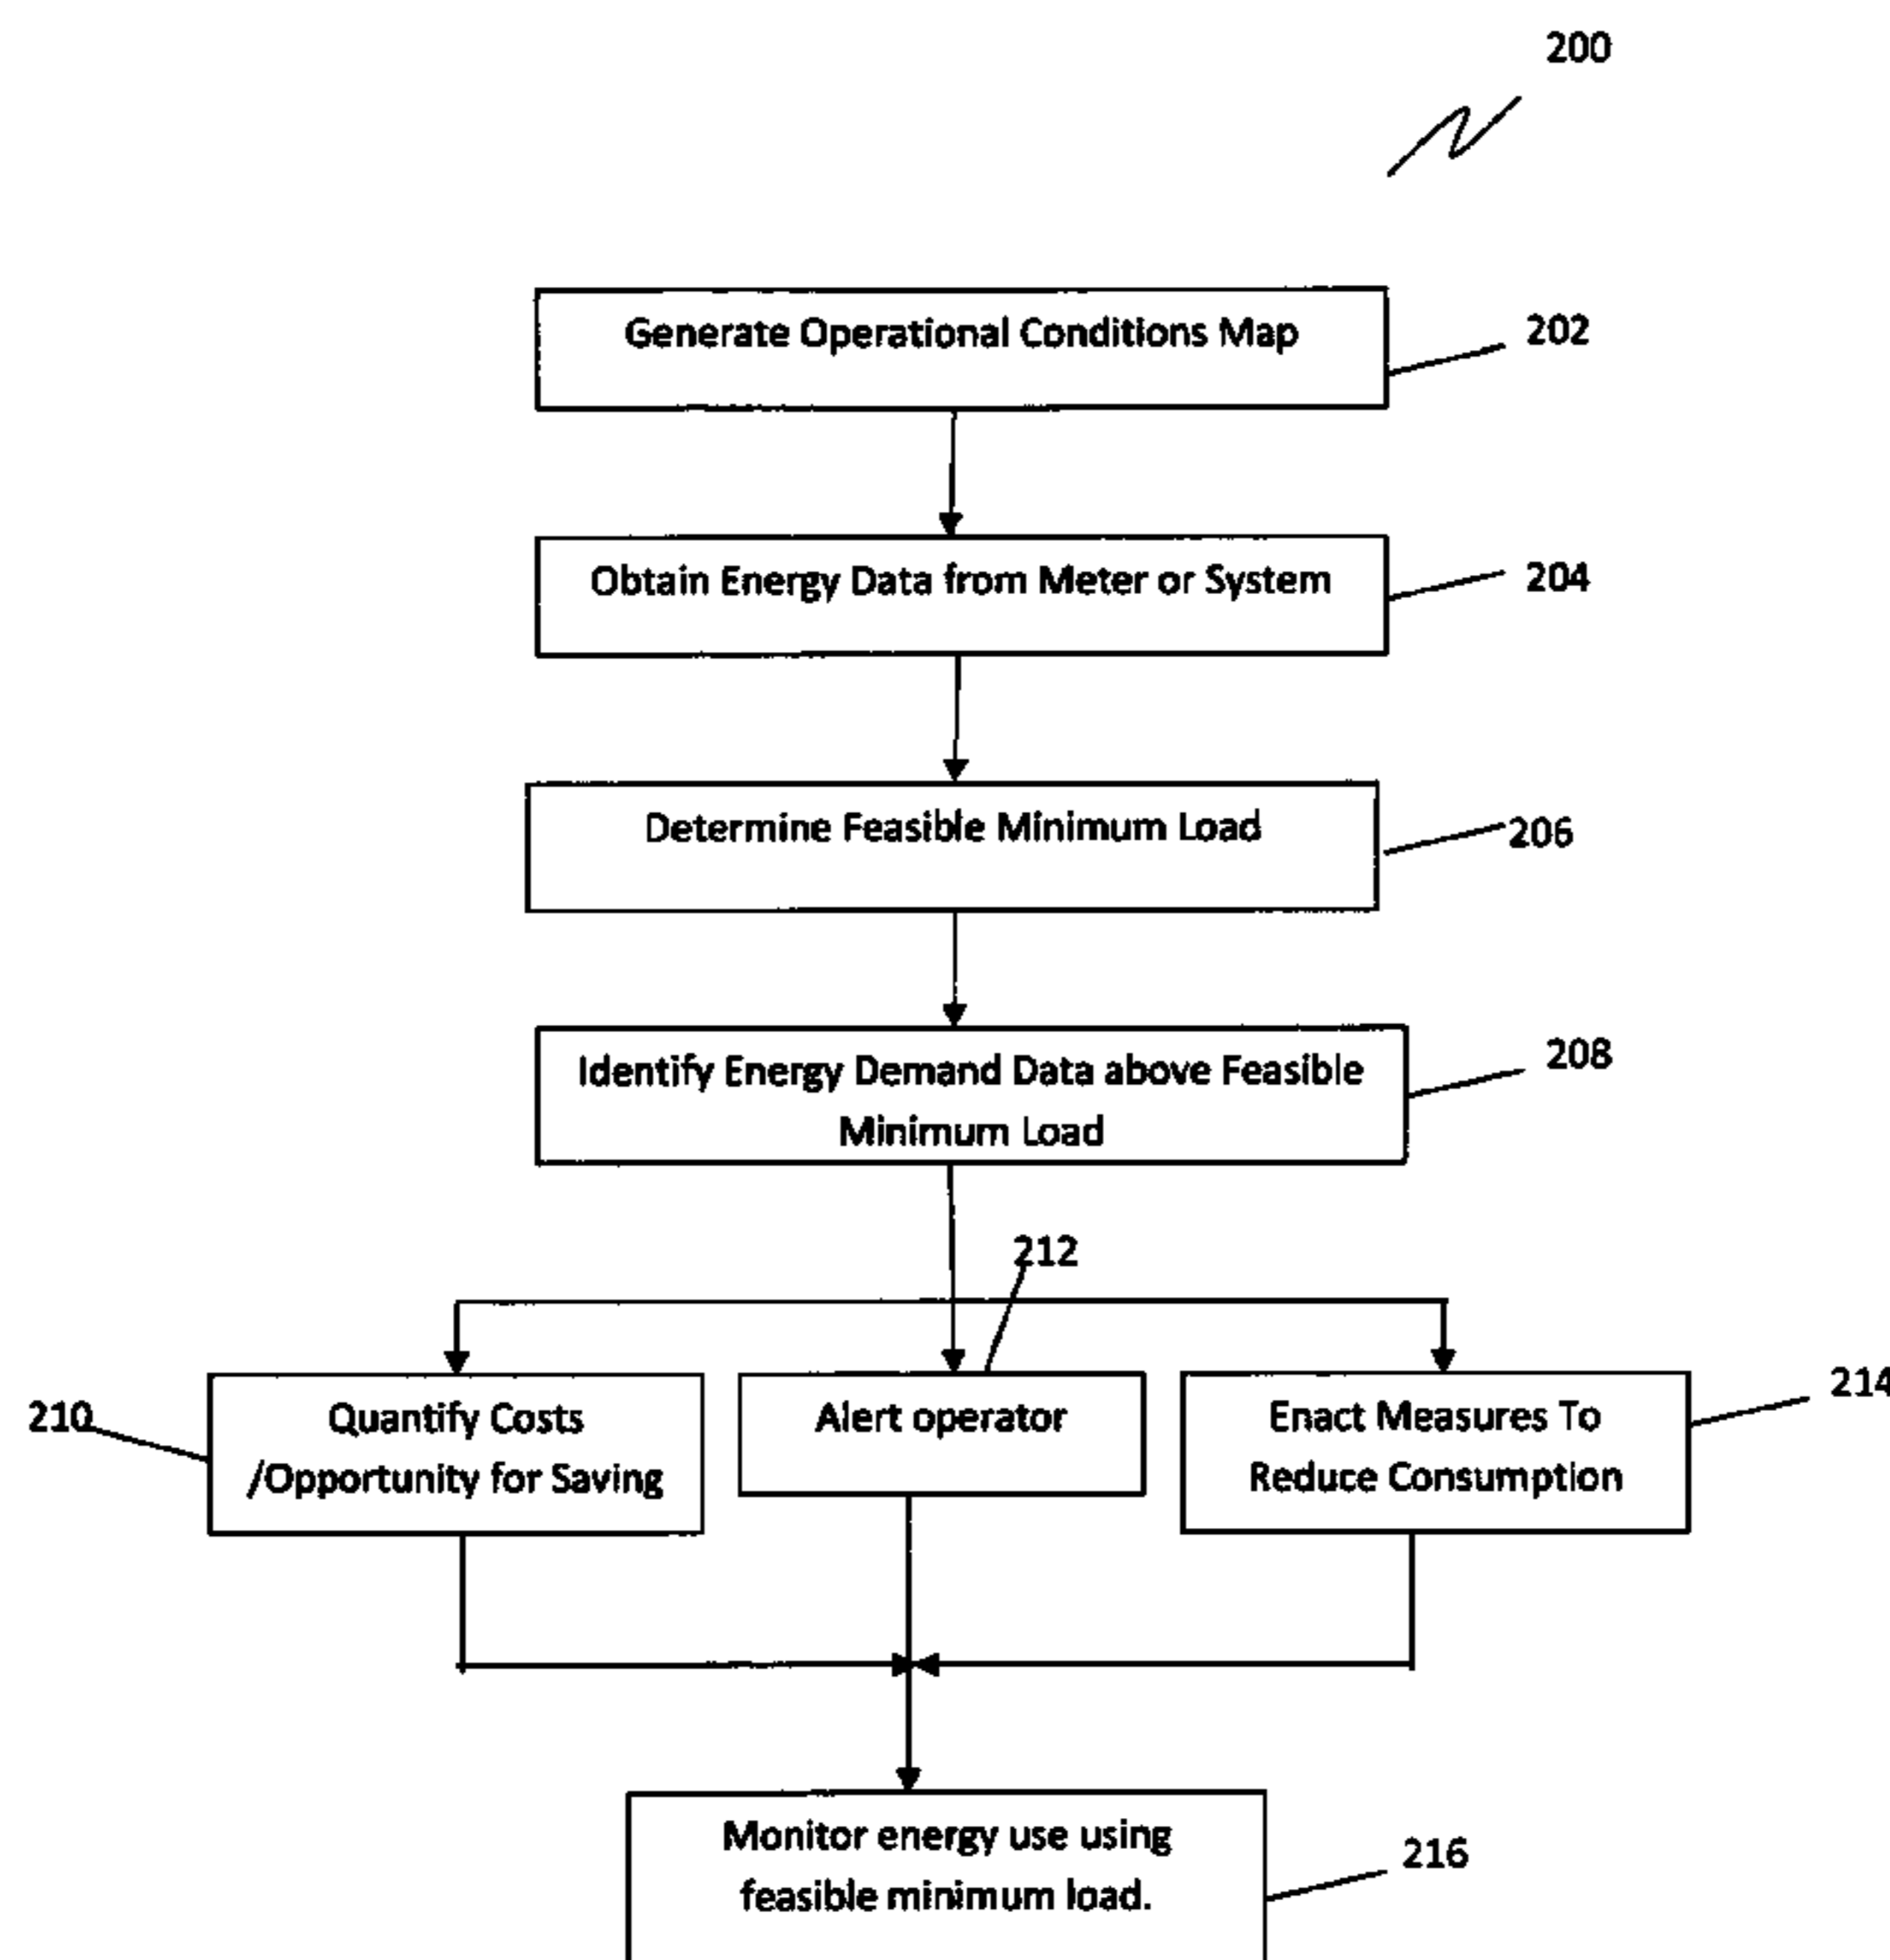 200
Generate Operational Conditions Map
202
Obtain Energy Data from Meter or System
204
Determine Feasible Minimum Load
206
Identify Energy Demand Data above Feasible
Minimum Load
208
212
210
Quantify Costs
/Opportunity for Saving
Alert operator
Enact Measures To
Reduce Consumption
214
Monitor energy use using
feasible minimum load.
216